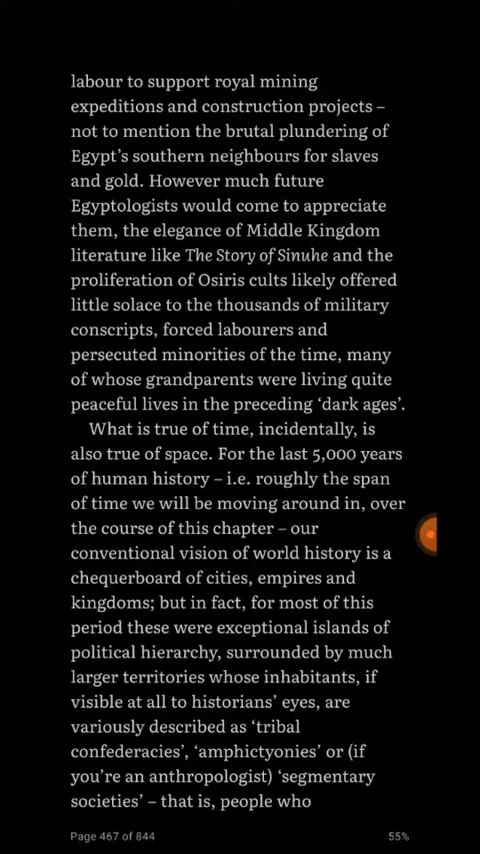 labour to support royal mining
expeditions and construction projects –
not to mention the brutal plundering of
Egypt’s southern neighbours for slaves
and gold. However much future
Egyptologists would come to appreciate
them, the elegance of Middle Kingdom
literature like The Story of Sinuhe and the
proliferation of Osiris cults likely offered
little solace to the thousands of military
conscripts, forced labourers and
persecuted minorities of the time, many
of whose grandparents were living quite
peaceful lives in the preceding ‘dark ages’.
What is true of time, incidentally, is
also true of space. For the last 5,000 years
of human history – i.e. roughly the span
of time we will be moving around in, over
the course of this chapter – our
conventional vision of world history is a
chequerboard of cities, empires and
kingdoms; but in fact, for most of this
period these were exceptional islands of
political hierarchy, surrounded by much
larger territories whose inhabitants, if
visible at all to historians’ eyes, are
variously described as ‘tribal
confederacies’, ‘amphictyonies’ or (if
you’re an anthropologist) ‘segmentary
societies’ – that is, people who
Page 467 of 844 55%